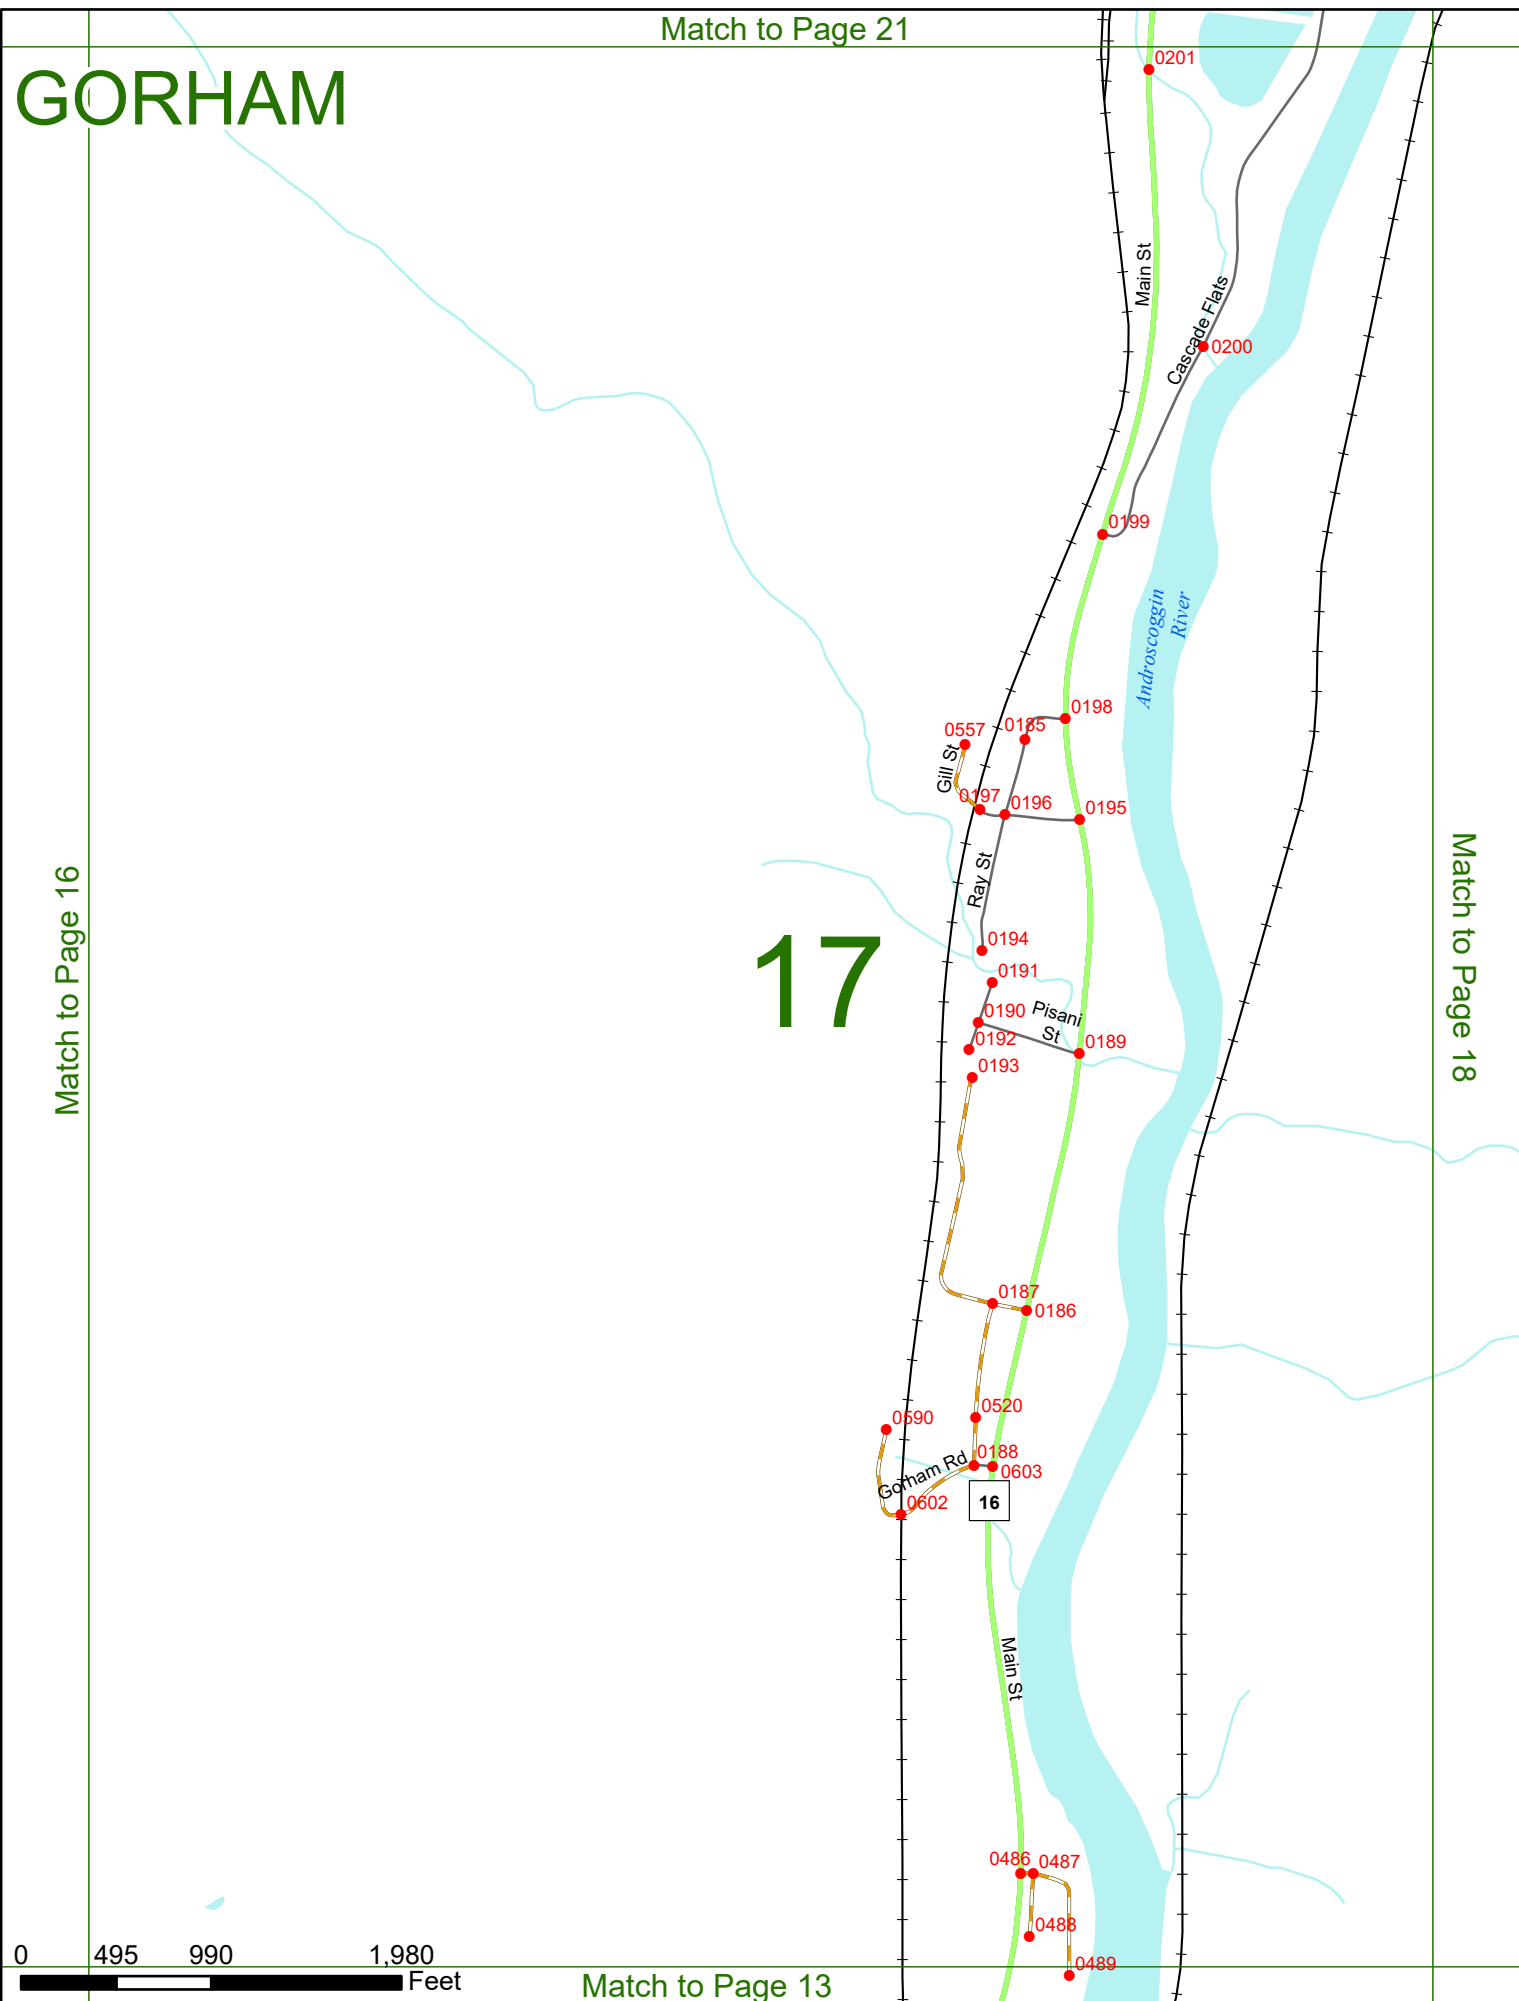 Match to Page 21
GORHAM
0201
Main St
Cascade Flats
0200
0199
Androscoggin
River
0198
0185
0557
Gill St
0197
0196
0195
Ray St
Match to Page 16
Match to Page 18
17
0194
0191
0190
Pisani
St
0192
0189
0193
0187
0186
0520
0590
0188
Gorham Rd
0603
0602
16
Main St
0486
0487
0488
0489
0 495 990 1,980
Feet
Match to Page 13